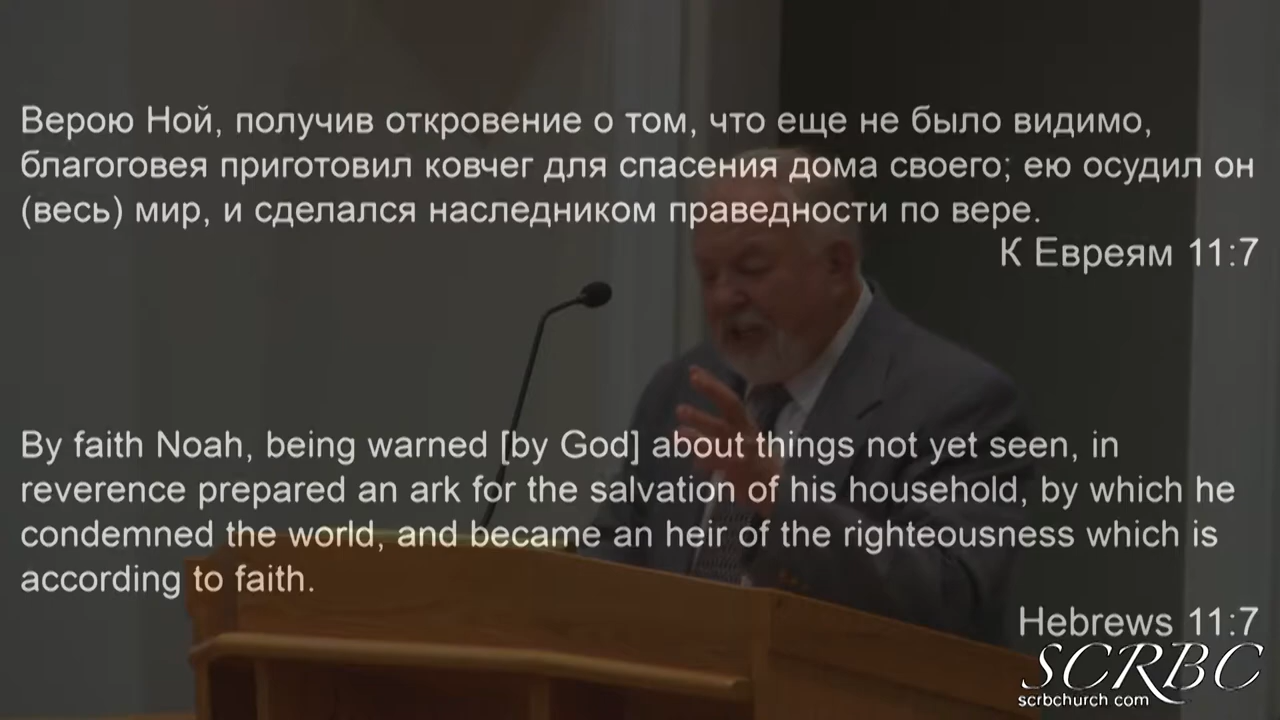 Верою Ной, получив откровение о том, что еще не было видимо,
благоговея приготовил ковчег для спасения дома своего; ею осудил он
(весь) мир, и сделался наследником праведности по вере.
К Евреям 11:7
By faith Noah, being warned [by God] about things not yet seen, in
reverence prepared an ark for the salvation of his household, by which he
condemned the world, and became an heir of the righteousness which is
according to faith.
Hebrews 11:7
SCRBC
scrbchurch com